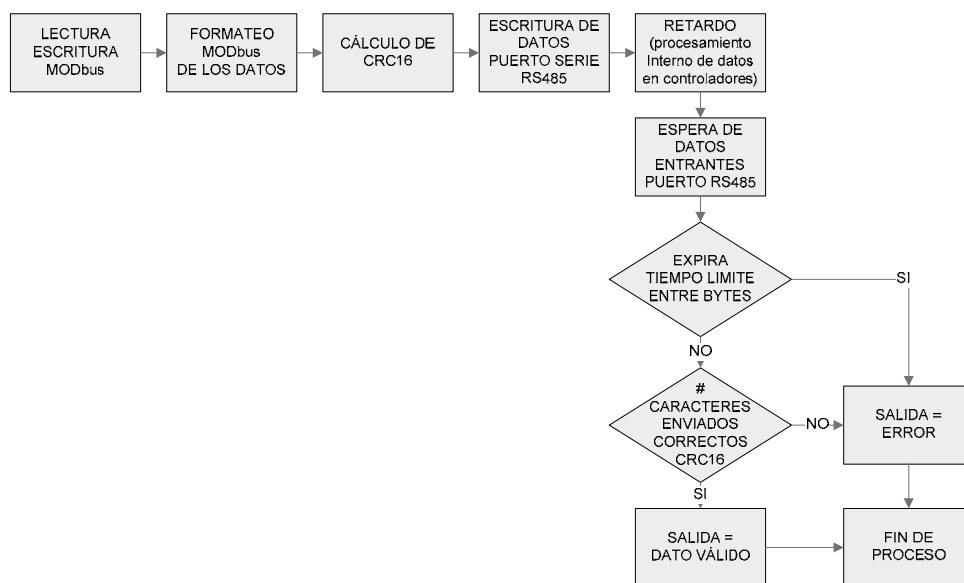 LECTURA
ESCRITURA
MODbus
FORMATEO
MODbus
DE LOS DATOS
CÁLCULO DE
CRC16
ESCRITURA DE
DATOS
PUERTO SERIE
RS485
RETARDO
(procesamiento
Interno de datos
en controladores)
ESPERA DE
DATOS
ENTRANTES
PUERTO RS485
EXPIRA
TIEMPO LIMITE
ENTRE BYTES
SI
NO
#
CARACTERES
ENVIADOS
CORRECTOS
CRC16
NO
SALIDA =
ERROR
SI
SALIDA =
DATO VÁLIDO
FIN DE
PROCESO